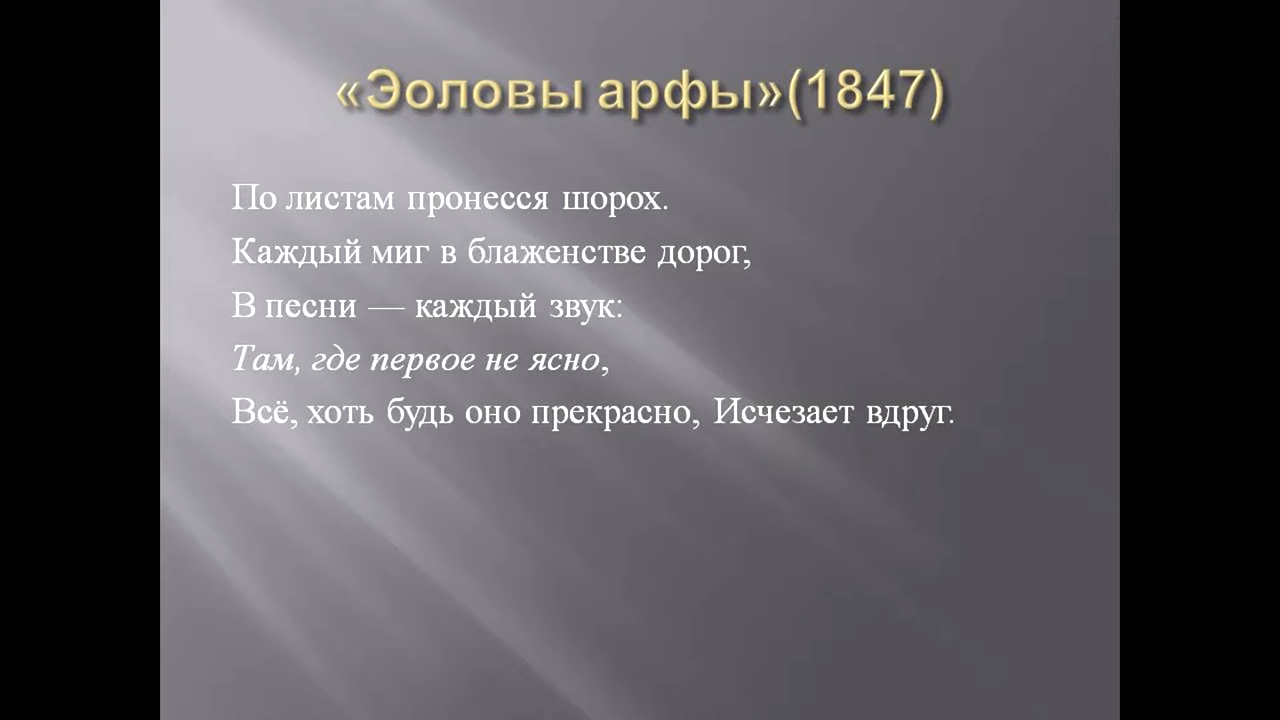 «Эоловы арфы»(1847)
По листам пронесся шорох.
Каждый миг в блаженстве дорог,
В песни — каждый звук:
Там, где первое не ясно,
Всё, хоть будь оно прекрасно, Исчезает вдруг.